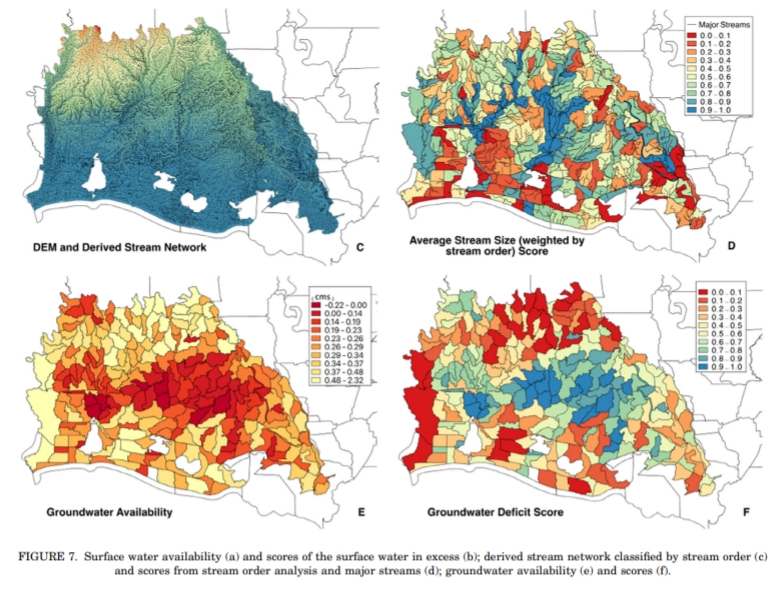 Major Streams
0.0 - 0.1
0.1 - 0.2
0.2 - 0.3
0.3 - 0.4
0.4 - 0.5
0.5 - 0.6
0.6 - 0.7
0.7 - 0.8
0.8 - 0.9
0.9 - 1.0
DEM and Derived Stream Network
C
Average Stream Size (weighted by
stream order) Score
D
(cms)
-0.22 - 0.00
0.00 - 0.14
0.14 - 0.19
0.19 - 0.23
0.23 - 0.26
0.26 - 0.29
0.29 - 0.34
0.34 - 0.37
0.37 - 0.48
0.48 - 2.32
Groundwater Availability
E
0.0 - 0.1
0.1 - 0.2
0.2 - 0.3
0.3 - 0.4
0.4 - 0.5
0.5 - 0.6
0.6 - 0.7
0.7 - 0.8
0.8 - 0.9
0.9 - 1.0
Groundwater Deficit Score
F
FIGURE 7. Surface water availability (a) and scores of the surface water in excess (b); derived stream network classified by stream order (c)
and scores from stream order analysis and major streams (d); groundwater availability (e) and scores (f).